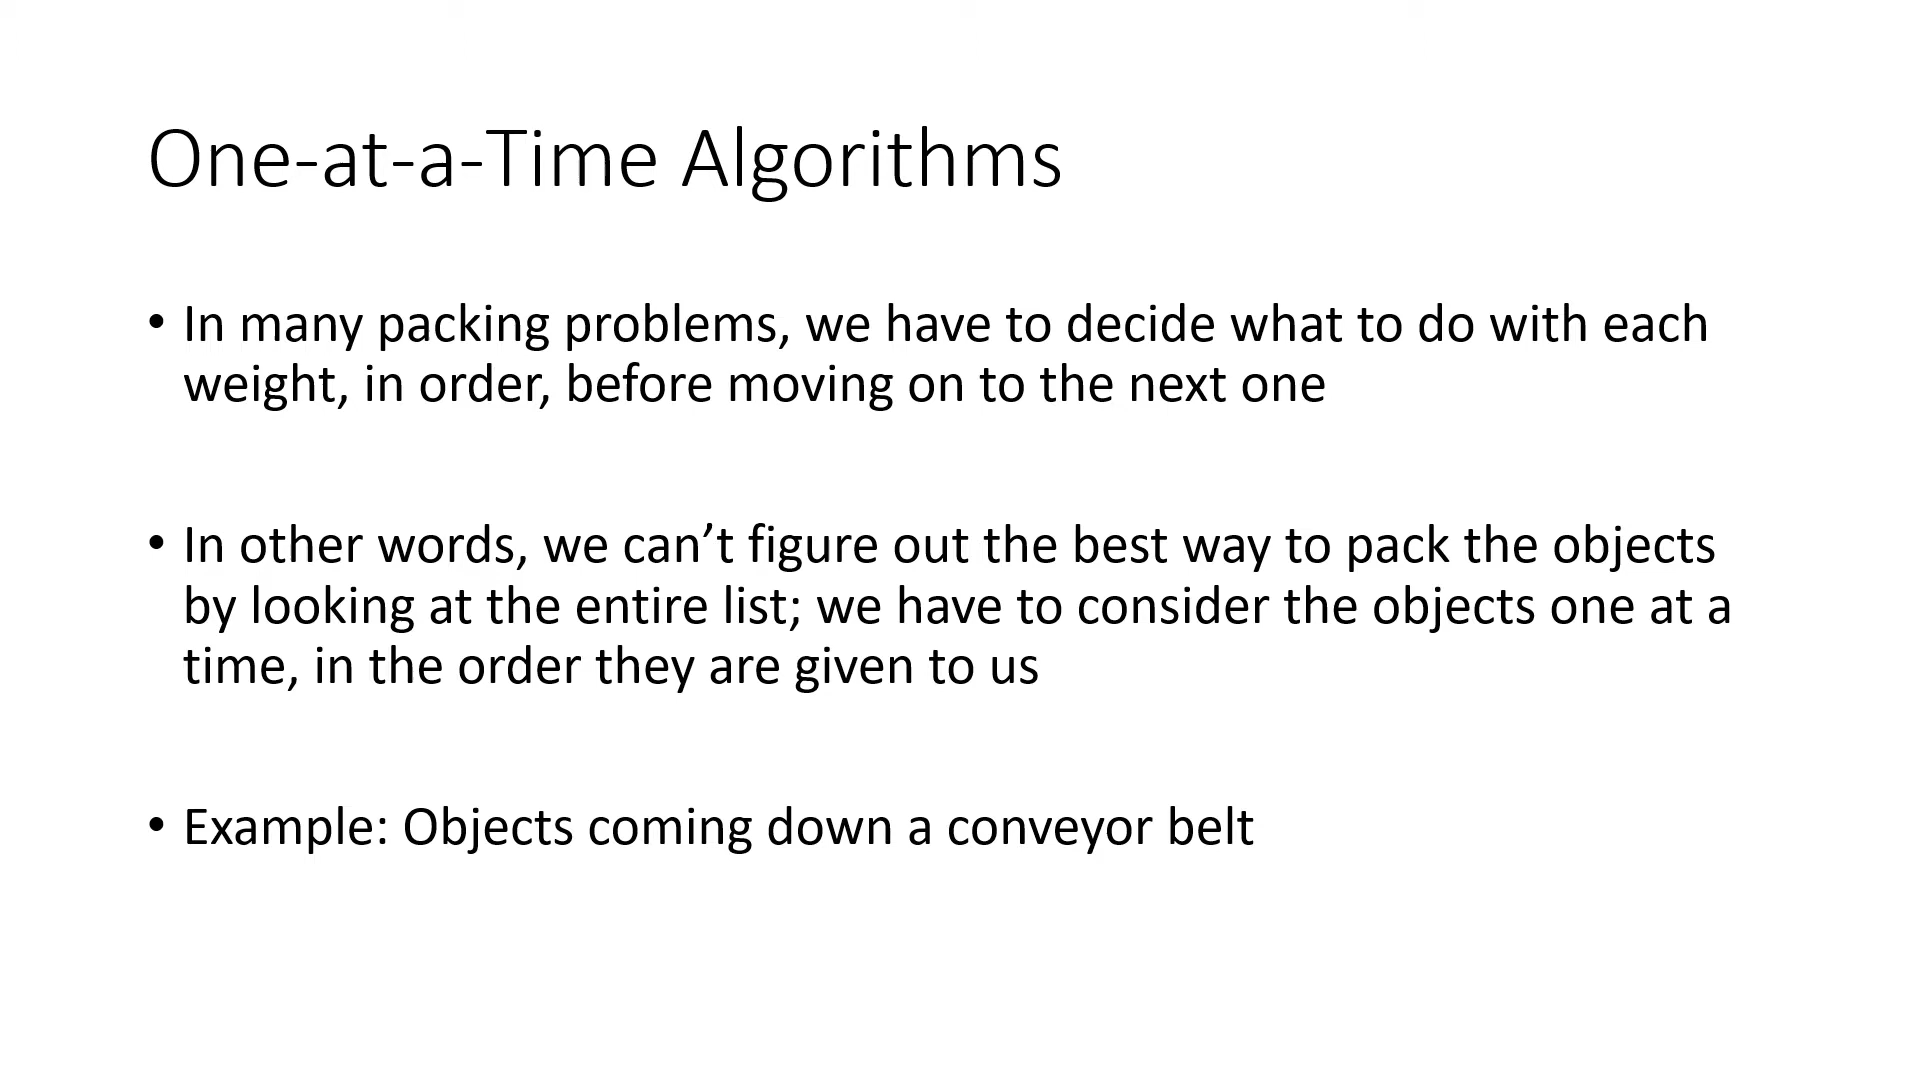 One-at-a-Time Algorithms
• In many packing problems, we have to decide what to do with each
weight, in order, before moving on to the next one
• In other words, we can’t figure out the best way to pack the objects
by looking at the entire list; we have to consider the objects one at a
time, in the order they are given to us
• Example: Objects coming down a conveyor belt